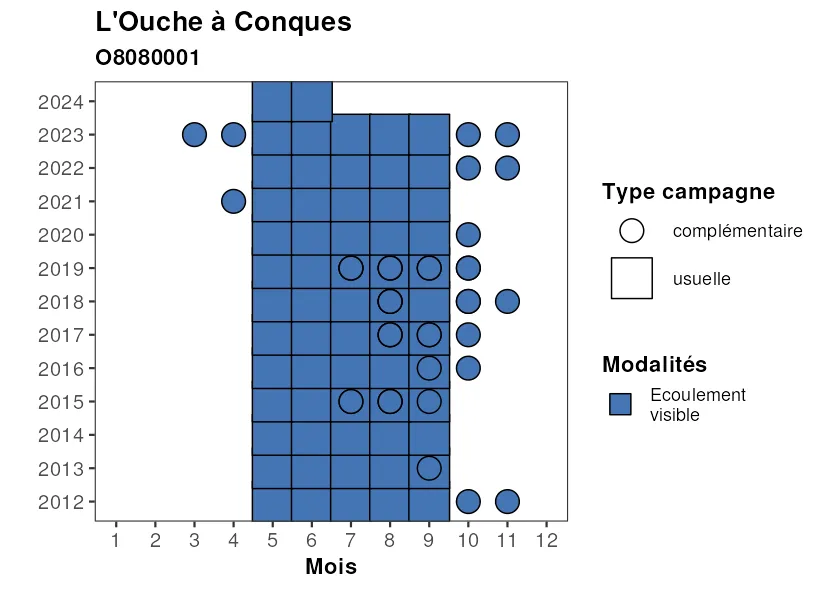 L'Ouche à Conques
O8080001
2024
2023
2022
2021
2020
2019
2018
2017
2016
2015
2014
2013
2012
1 2 3 4 5 6 7 8 9 10 11 12
Mois
Type campagne
complémentaire
usuelle
Modalités
Ecoulement
visible